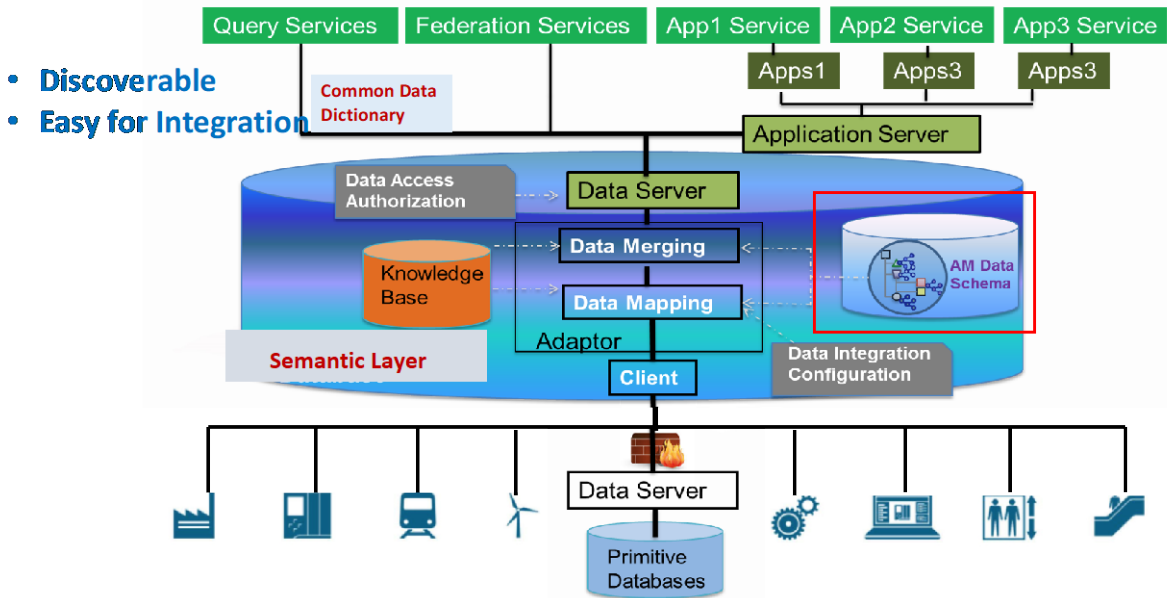 Query Services
Federation Services
App1 Service
App2 Service
App3 Service
Apps1
Apps3
Apps3
• Discoverable
• Easy for Integration
Common Data
Dictionary
Application Server
Data Access
Authorization
Data Server
Data Merging
Knowledge
Base
AM Data
Schema
Data Mapping
Adaptor
Semantic Layer
Data Integration
Configuration
Client
Data Server
Primitive
Databases